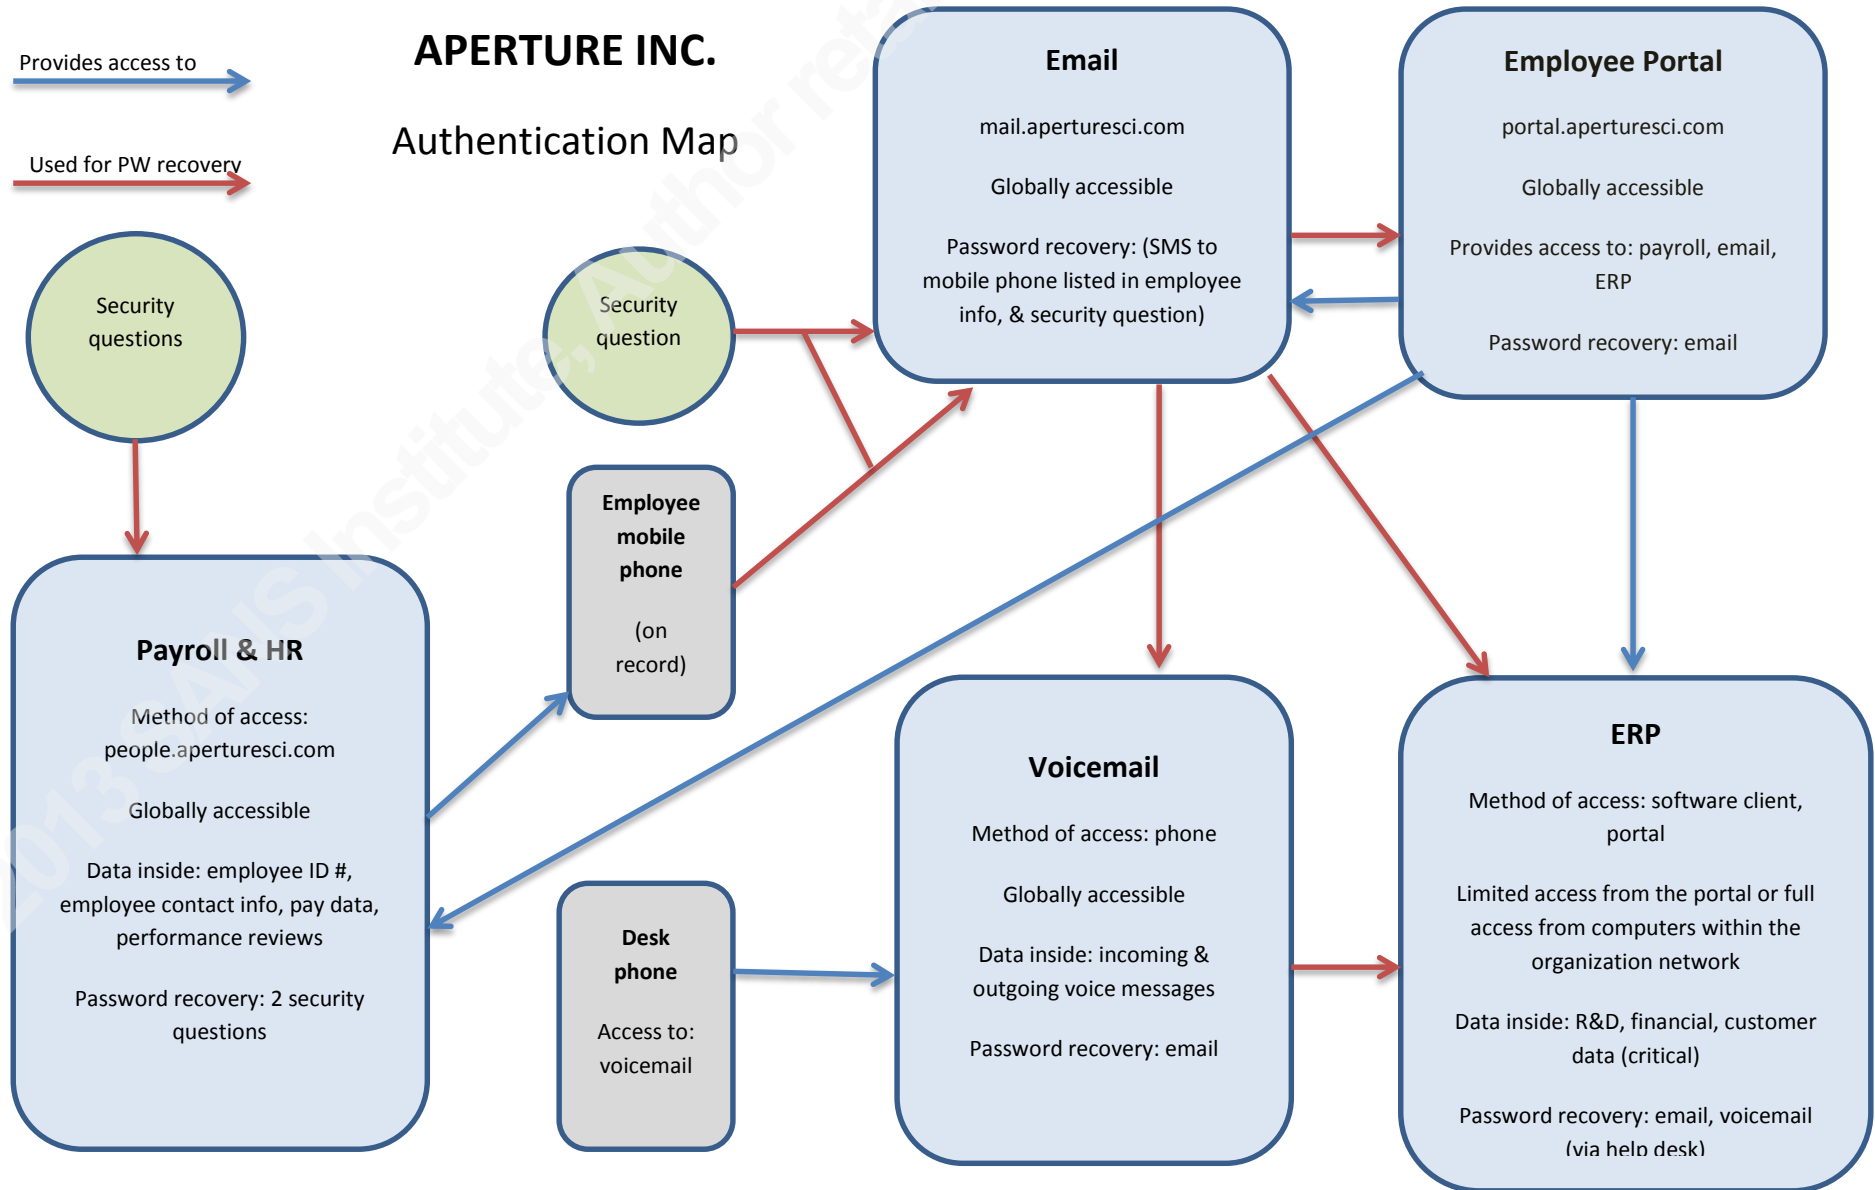 Provides access to
Used for PW recovery
APERTURE INC.
Authentication Map
Email
mail.aperturesci.com
Globally accessible
Password recovery: (SMS to
mobile phone listed in employee
info, & security question)
Employee Portal
portal.aperturesci.com
Globally accessible
Provides access to: payroll, email,
ERP
Password recovery: email
Security
questions
Security
question
Employee
mobile
phone
(on
record)
Payroll & HR
Method of access:
people.aperturesci.com
Globally accessible
Data inside: employee ID #,
employee contact info, pay data,
performance reviews
Password recovery: 2 security
questions
Desk
phone
Access to:
voicemail
Voicemail
Method of access: phone
Globally accessible
Data inside: incoming &
outgoing voice messages
Password recovery: email
ERP
Method of access: software client,
portal
Limited access from the portal or full
access from computers within the
organization network
Data inside: R&D, financial, customer
data (critical)
Password recovery: email, voicemail
(via help desk)
2013 SANS Institute, Author